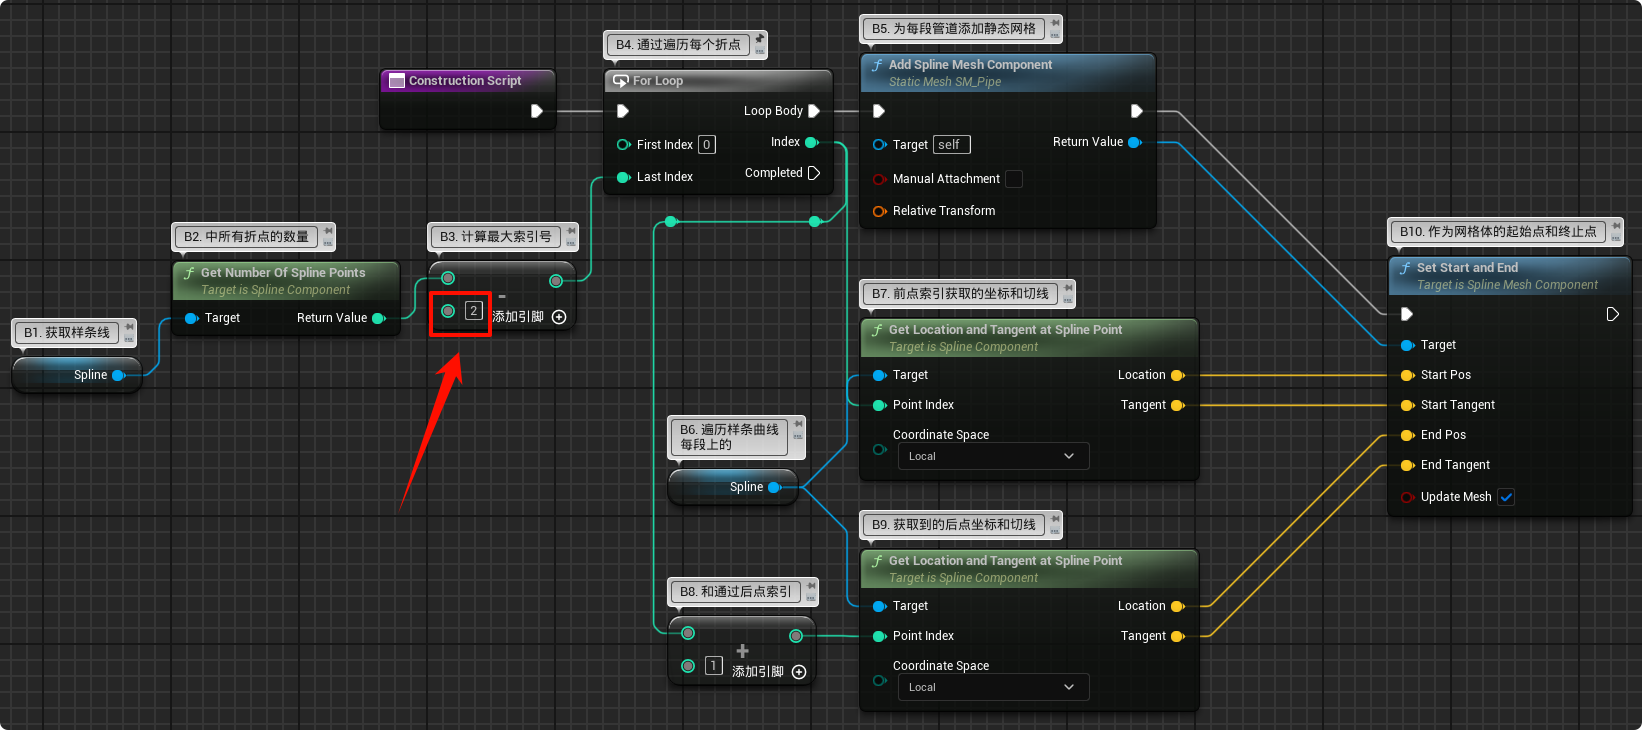 B5. 为每段管道添加静态网格
B4. 通过遍历每个折点
Add Spline Mesh Component
Static Mesh SM_Pipe
Construction Script
For Loop
Loop Body
First Index 0
Index
Target self
Return Value
Last Index
Completed
Manual Attachment
Relative Transform
B2. 中所有折点的数量
B3. 计算最大索引号
B10. 作为网格体的起始点和终止点
Get Number Of Spline Points
Target is Spline Component
Set Start and End
Target is Spline Mesh Component
B7. 前点索引获取的坐标和切线
2
添加引脚
Target
Return Value
B1. 获取样条线
Spline
Get Location and Tangent at Spline Point
Target is Spline Component
Target
Location
Point Index
Tangent
Coordinate Space
Local
Target
Start Pos
Start Tangent
End Pos
End Tangent
Update Mesh
B6. 遍历样条曲线
每段上的
Spline
B9. 获取到的后点坐标和切线
Get Location and Tangent at Spline Point
Target is Spline Component
B8. 和通过后点索引
Target
Location
Point Index
Tangent
1
添加引脚
Coordinate Space
Local